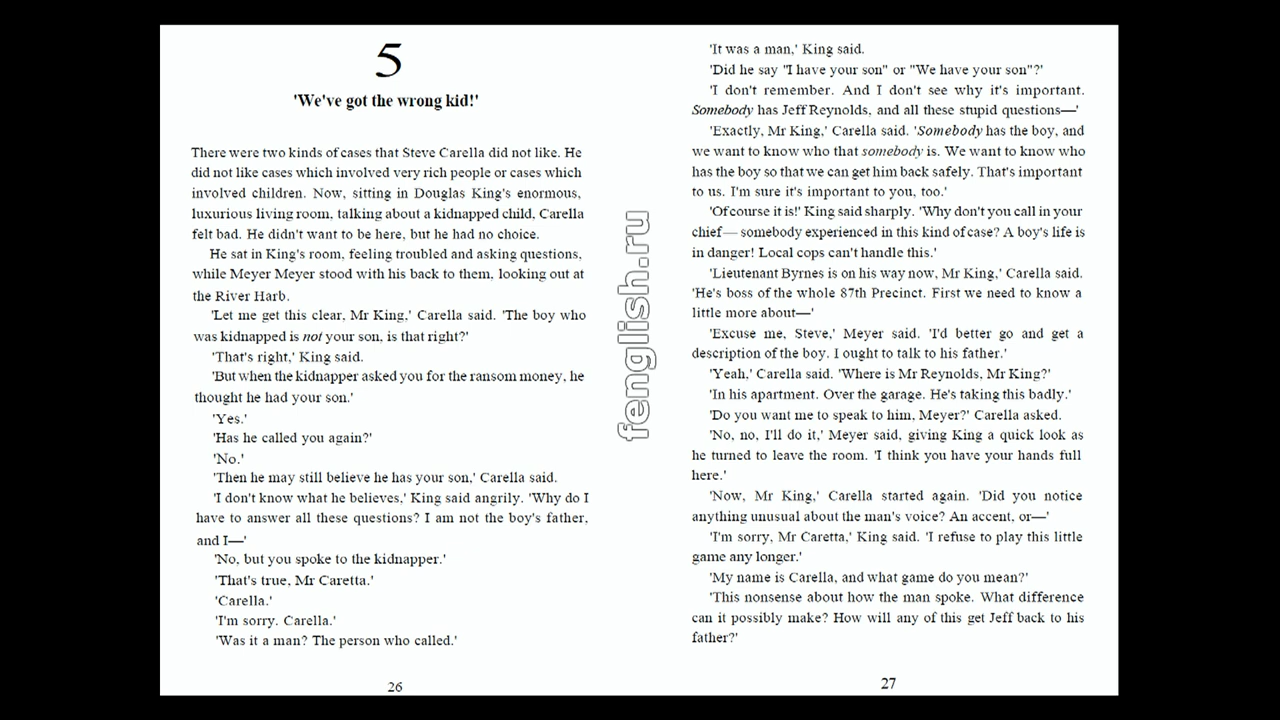 5
'We've got the wrong kid!'
There were two kinds of cases that Steve Carella did not like. He
did not like cases which involved very rich people or cases which
involved children. Now, sitting in Douglas King's enormous,
luxurious living room, talking about a kidnapped child, Carella
felt bad. He didn't want to be here, but he had no choice.
He sat in King's room, feeling troubled and asking questions,
while Meyer Meyer stood with his back to them, looking out at
the River Harb.
'Let me get this clear, Mr King,' Carella said. 'The boy who
was kidnapped is not your son, is that right?'
'That's right,' King said.
'But when the kidnapper asked you for the ransom money, he
thought he had your son.'
'Yes.'
'Has he called you again?'
'No.'
'Then he may still believe he has your son,' Carella said.
'I don't know what he believes,' King said angrily. 'Why do I
have to answer all these questions? I am not the boy's father,
and I—'
'No, but you spoke to the kidnapper.'
'That's true, Mr Caretta.'
'Carella.'
'I'm sorry. Carella.'
'Was it a man? The person who called.'
26
fenglish.ru
'It was a man,' King said.
'Did he say "I have your son" or "We have your son"?'
'I don't remember. And I don't see why it's important.
Somebody has Jeff Reynolds, and all these stupid questions—'
'Exactly, Mr King,' Carella said. 'Somebody has the boy, and
we want to know who that somebody is. We want to know who
has the boy so that we can get him back safely. That's important
to us. I'm sure it's important to you, too.'
'Of course it is!' King said sharply. 'Why don't you call in your
chief— somebody experienced in this kind of case? A boy's life is
in danger! Local cops can't handle this.'
'Lieutenant Byrnes is on his way now, Mr King,' Carella said.
'He's boss of the whole 87th Precinct. First we need to know a
little more about—'
'Excuse me, Steve,' Meyer said. 'I'd better go and get a
description of the boy. I ought to talk to his father.'
'Yeah,' Carella said. 'Where is Mr Reynolds, Mr King?'
'In his apartment. Over the garage. He's taking this badly.'
'Do you want me to speak to him, Meyer?' Carella asked.
'No, no, I'll do it,' Meyer said, giving King a quick look as
he turned to leave the room. 'I think you have your hands full
here.'
'Now, Mr King,' Carella started again. 'Did you notice
anything unusual about the man's voice? An accent, or—'
'I'm sorry, Mr Caretta,' King said. 'I refuse to play this little
game any longer.'
'My name is Carella, and what game do you mean?'
'This nonsense about how the man spoke. What difference
can it possibly make? How will any of this get Jeff back to his
father?'
27